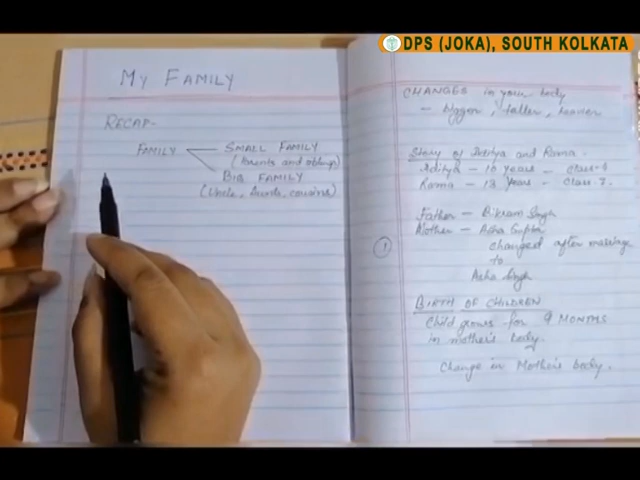 DPS (JOKA), SOUTH KOLKATA
MY FAMILY
RECAP-
FAMILY
SMALL FAMILY
(Parents and siblings)
BIG FAMILY
(Uncle, Aunts, cousins)
CHANGES in your body
- bigger, taller, heavier
Story of Aditya and Rama.
Aditya - 10 years - class-
Rama - 13 Years - Class-7.
Father - Bikram Singh
Mother - Asha Gupta
changed after marriage
to
Asha Singh
1
BIRTH OF CHILDREN
Child grows for 9 MONTHS
in mother's body.
Change in Mother's body.